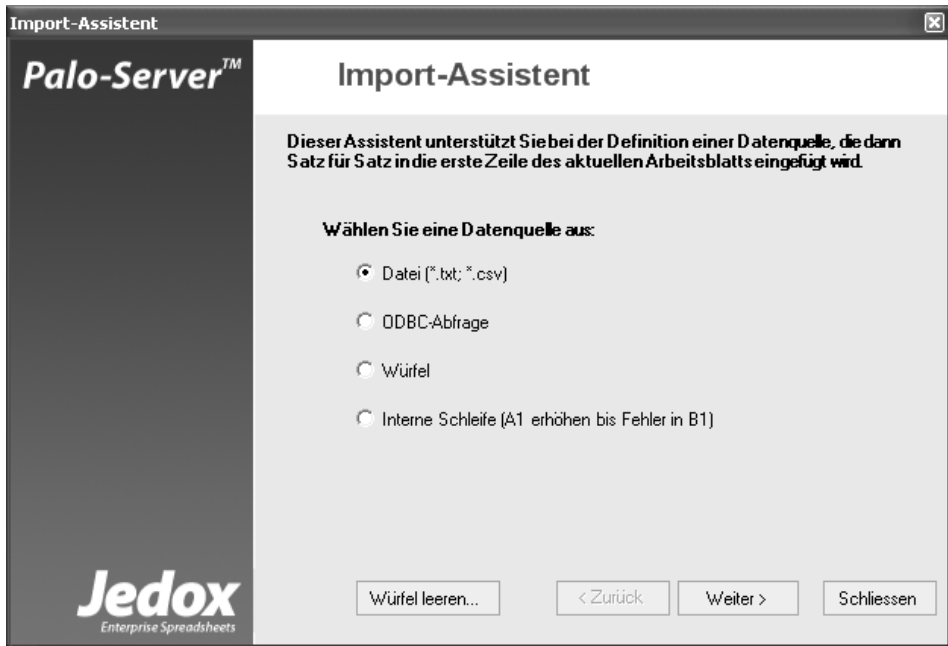 Import-Assistent
Palo-Server™
Import-Assistent
Dieser Assistent unterstützt Sie bei der Definition einer Datenquelle, die dann
Satz für Satz in die erste Zeile des aktuellen Arbeitsblatts eingefügt wird.
Wählen Sie eine Datenquelle aus:
Datei (*.txt; *.csv)
ODBC-Abfrage
Würfel
Interne Schleife (A1 erhöhen bis Fehler in B1)
Jedox
Enterprise Spreadsheets
Würfel leeren...
< Zurück
Weiter >
Schliessen